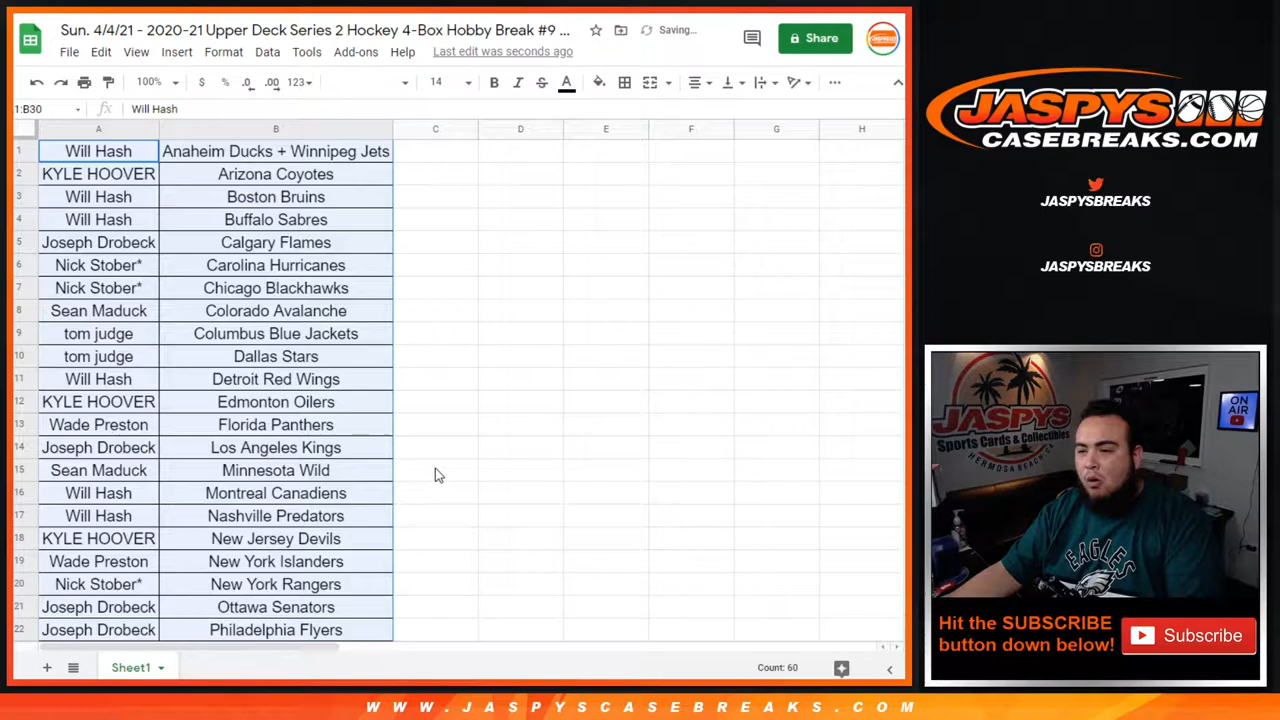 Sun. 4/4/21 - 2020-21 Upper Deck Series 2 Hockey 4-Box Hobby Break #9 ...
Saving...
Share
File Edit View Insert Format Data Tools Add-ons Help Last edit was seconds ago
100% $ % .0 .00 123 14 B I S A
1:B30 fx Will Hash
A B C D E F G H
1 Will Hash Anaheim Ducks + Winnipeg Jets
2 KYLE HOOVER Arizona Coyotes
3 Will Hash Boston Bruins
4 Will Hash Buffalo Sabres
5 Joseph Drobeck Calgary Flames
6 Nick Stober* Carolina Hurricanes
7 Nick Stober* Chicago Blackhawks
8 Sean Maduck Colorado Avalanche
9 tom judge Columbus Blue Jackets
10 tom judge Dallas Stars
11 Will Hash Detroit Red Wings
12 KYLE HOOVER Edmonton Oilers
13 Wade Preston Florida Panthers
14 Joseph Drobeck Los Angeles Kings
15 Sean Maduck Minnesota Wild
16 Will Hash Montreal Canadiens
17 Will Hash Nashville Predators
18 KYLE HOOVER New Jersey Devils
19 Wade Preston New York Islanders
20 Nick Stober* New York Rangers
21 Joseph Drobeck Ottawa Senators
22 Joseph Drobeck Philadelphia Flyers
Sheet1
Count: 60
JASPYS
CASEBREAKS.COM
JASPYSBREAKS
JASPYSBREAKS
JASPYS
Sports Cards & Collectibles
HERMOSA BEACH
ON
AIR
EAGLES
Hit the SUBSCRIBE
button down below!
Subscribe
WWW.JASPYSCASEBREAKS.COM